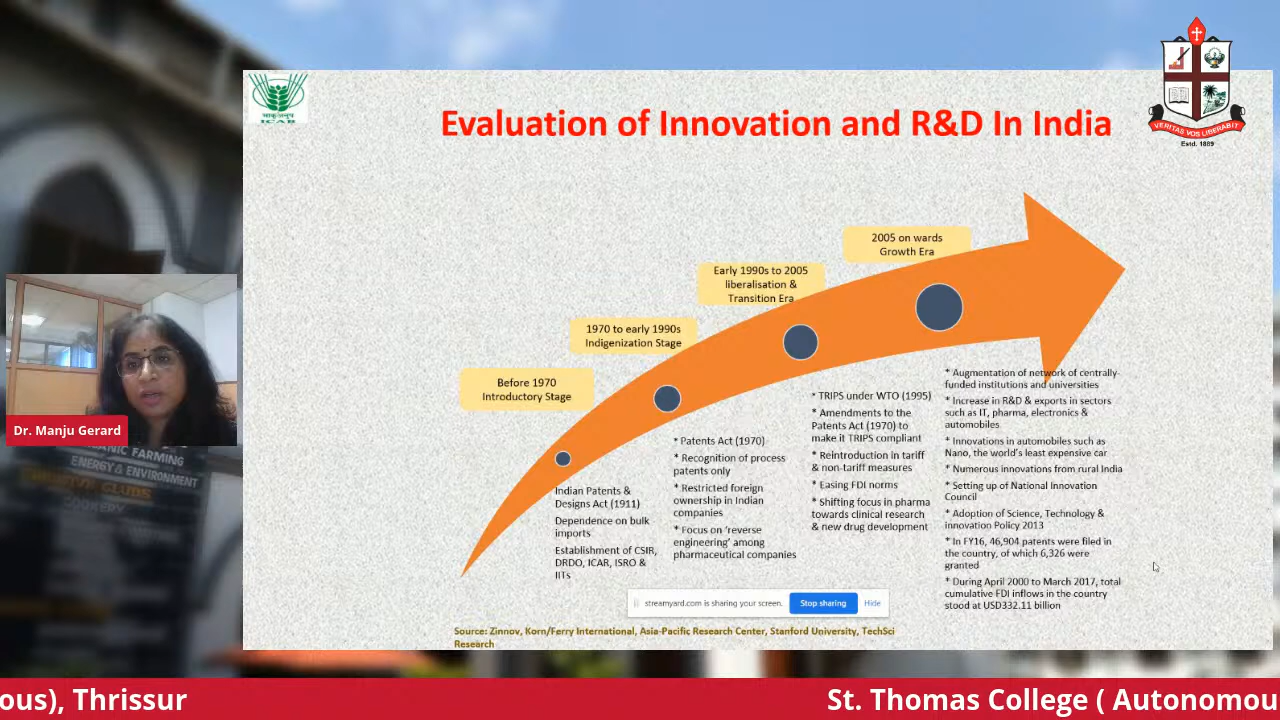 भाकृअनुप
ICAR
Evaluation of Innovation and R&D In India
VERITAS VOS LIBERABIT
Estd. 1889
2005 on wards
Growth Era
Early 1990s to 2005
liberalisation &
Transition Era
1970 to early 1990s
Indigenization Stage
Before 1970
Introductory Stage
Indian Patents &
Designs Act (1911)
Dependence on bulk
imports
Establishment of CSIR,
DRDO, ICAR, ISRO &
IITs
* Patents Act (1970)
* Recognition of process
patents only
* Restricted foreign
ownership in Indian
companies
* Focus on ‘reverse
engineering’ among
pharmaceutical companies
* TRIPS under WTO (1995)
* Amendments to the
Patents Act (1970) to
make it TRIPS compliant
* Reintroduction in tariff
& non-tariff measures
* Easing FDI norms
* Shifting focus in pharma
towards clinical research
& new drug development
* Augmentation of network of centrally-
funded institutions and universities
* Increase in R&D & exports in sectors
such as IT, pharma, electronics &
automobiles
* Innovations in automobiles such as
Nano, the world’s least expensive car
* Numerous innovations from rural India
* Setting up of National Innovation
Council
* Adoption of Science, Technology &
Innovation Policy 2013
* In FY16, 46,904 patents were filed in
the country, of which 6,326 were
granted
* During April 2000 to March 2017, total
cumulative FDI inflows in the country
stood at USD332.11 billion
streamyard.com is sharing your screen.
Stop sharing
Hide
Source: Zinnov, Korn/Ferry International, Asia-Pacific Research Center, Stanford University, TechSci
Research
Dr. Manju Gerard
ORGANIC FARMING
ENERGY & ENVIRONMENT
CLUBS
COOKERY
ous), Thrissur
St. Thomas College ( Autonomou